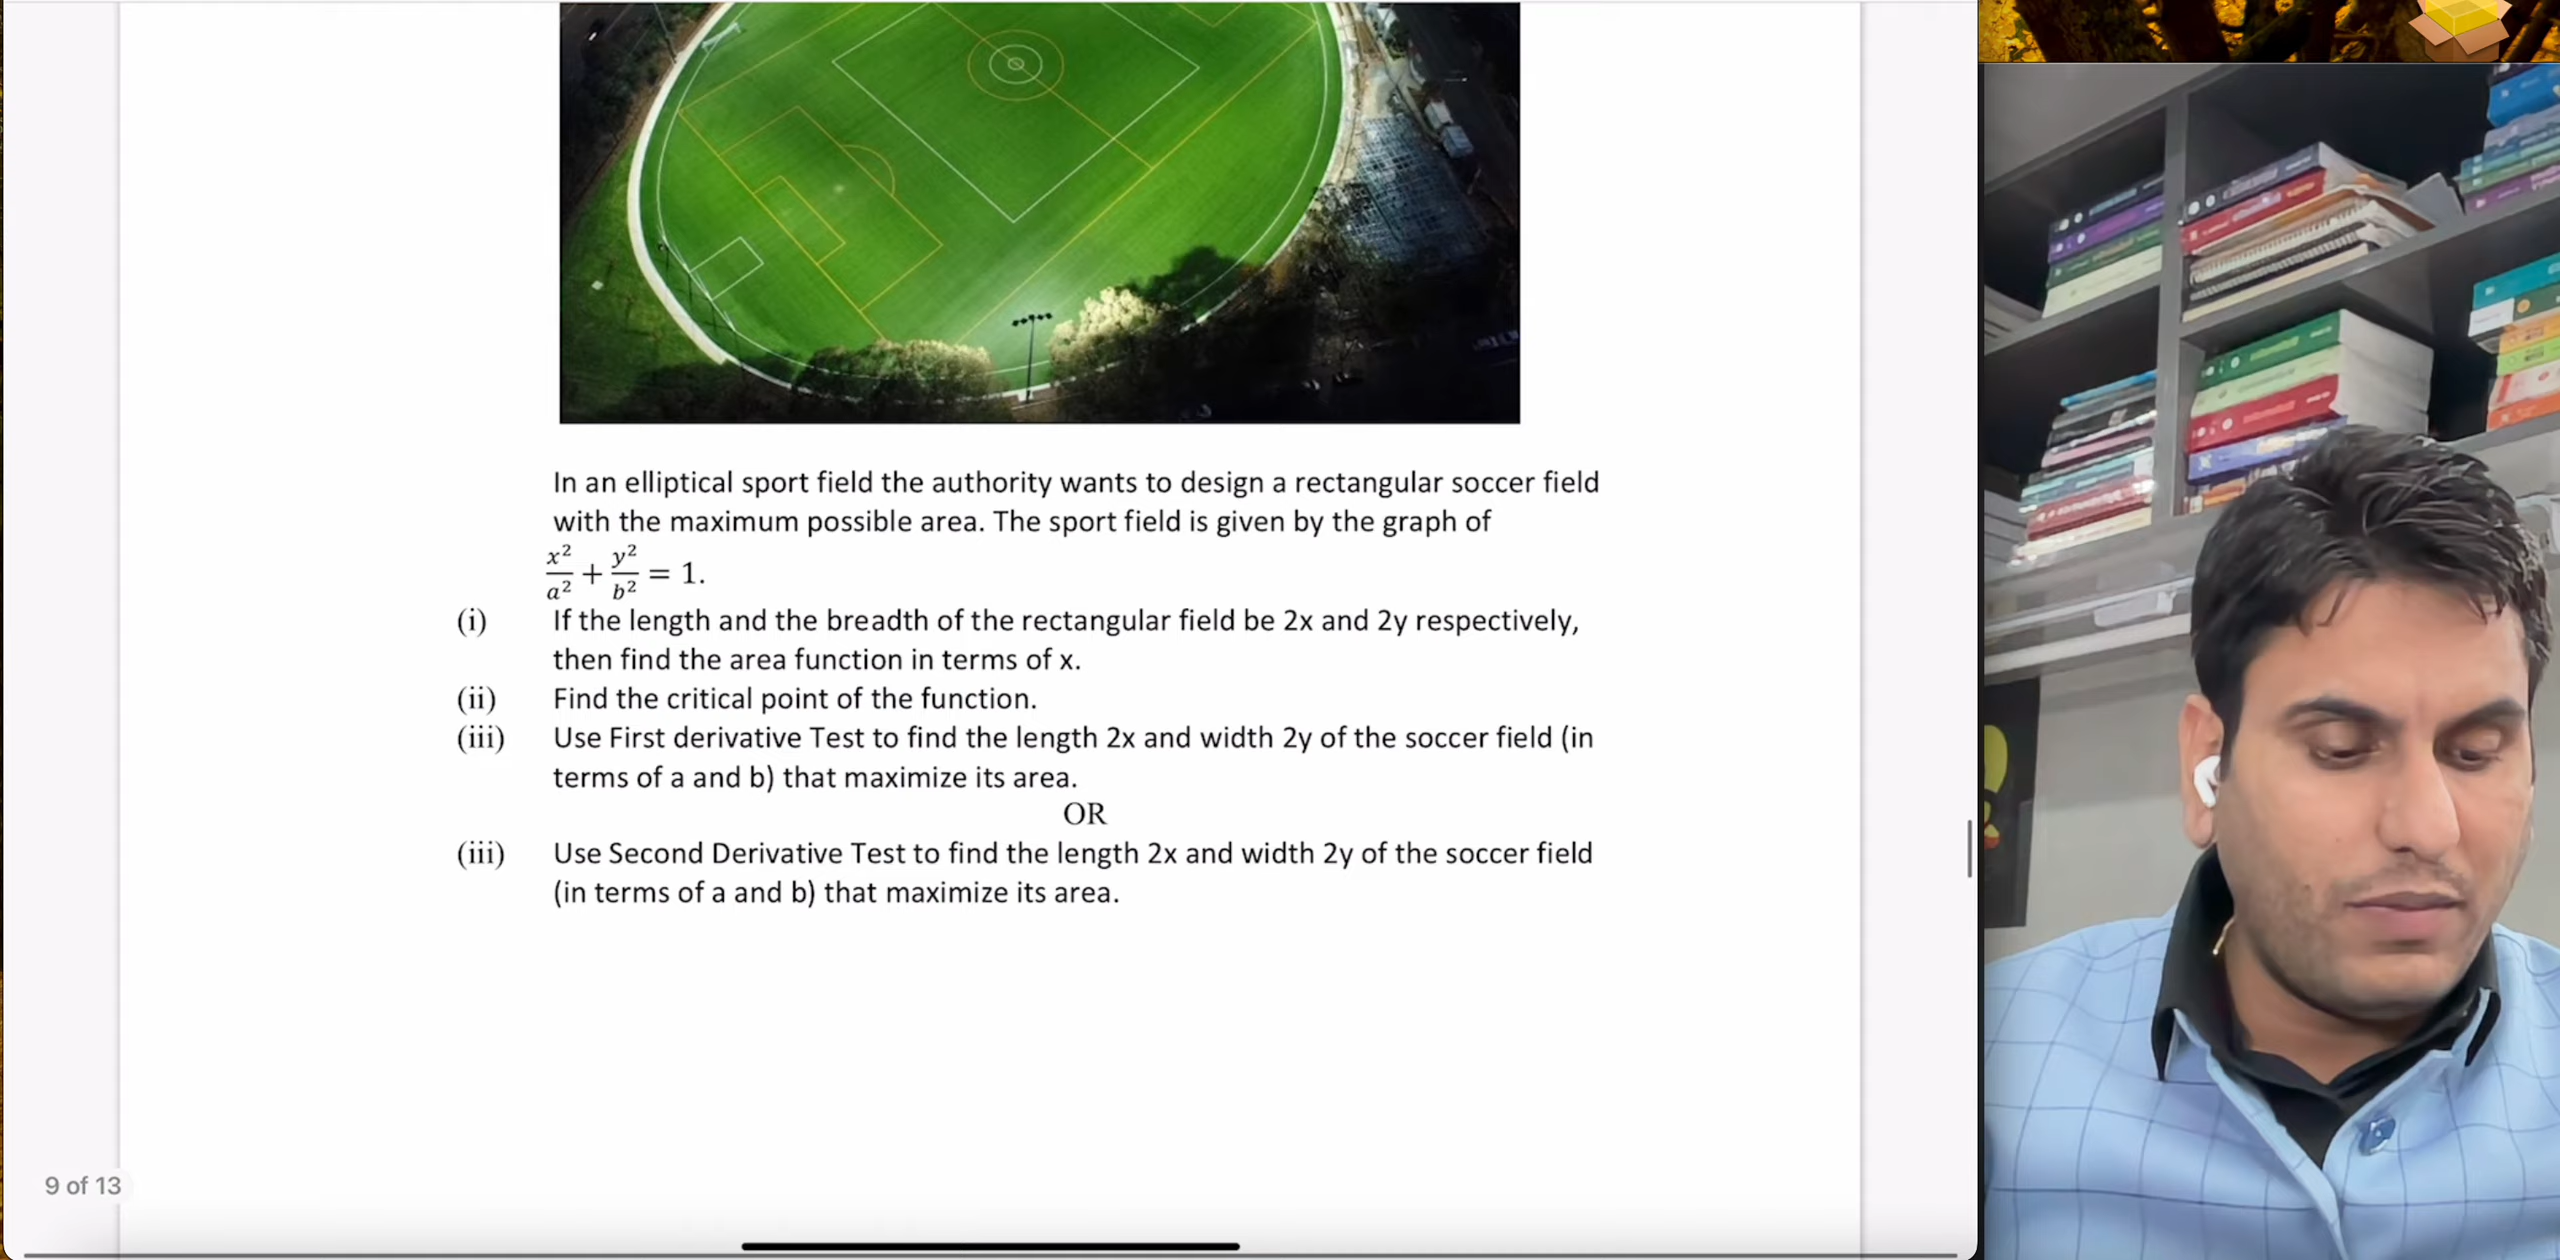 In an elliptical sport field the authority wants to design a rectangular soccer field
with the maximum possible area. The sport field is given by the graph of
x²/a² + y²/b² = 1.
(i) If the length and the breadth of the rectangular field be 2x and 2y respectively,
then find the area function in terms of x.
(ii) Find the critical point of the function.
(iii) Use First derivative Test to find the length 2x and width 2y of the soccer field (in
terms of a and b) that maximize its area.
OR
(iii) Use Second Derivative Test to find the length 2x and width 2y of the soccer field
(in terms of a and b) that maximize its area.
9 of 13